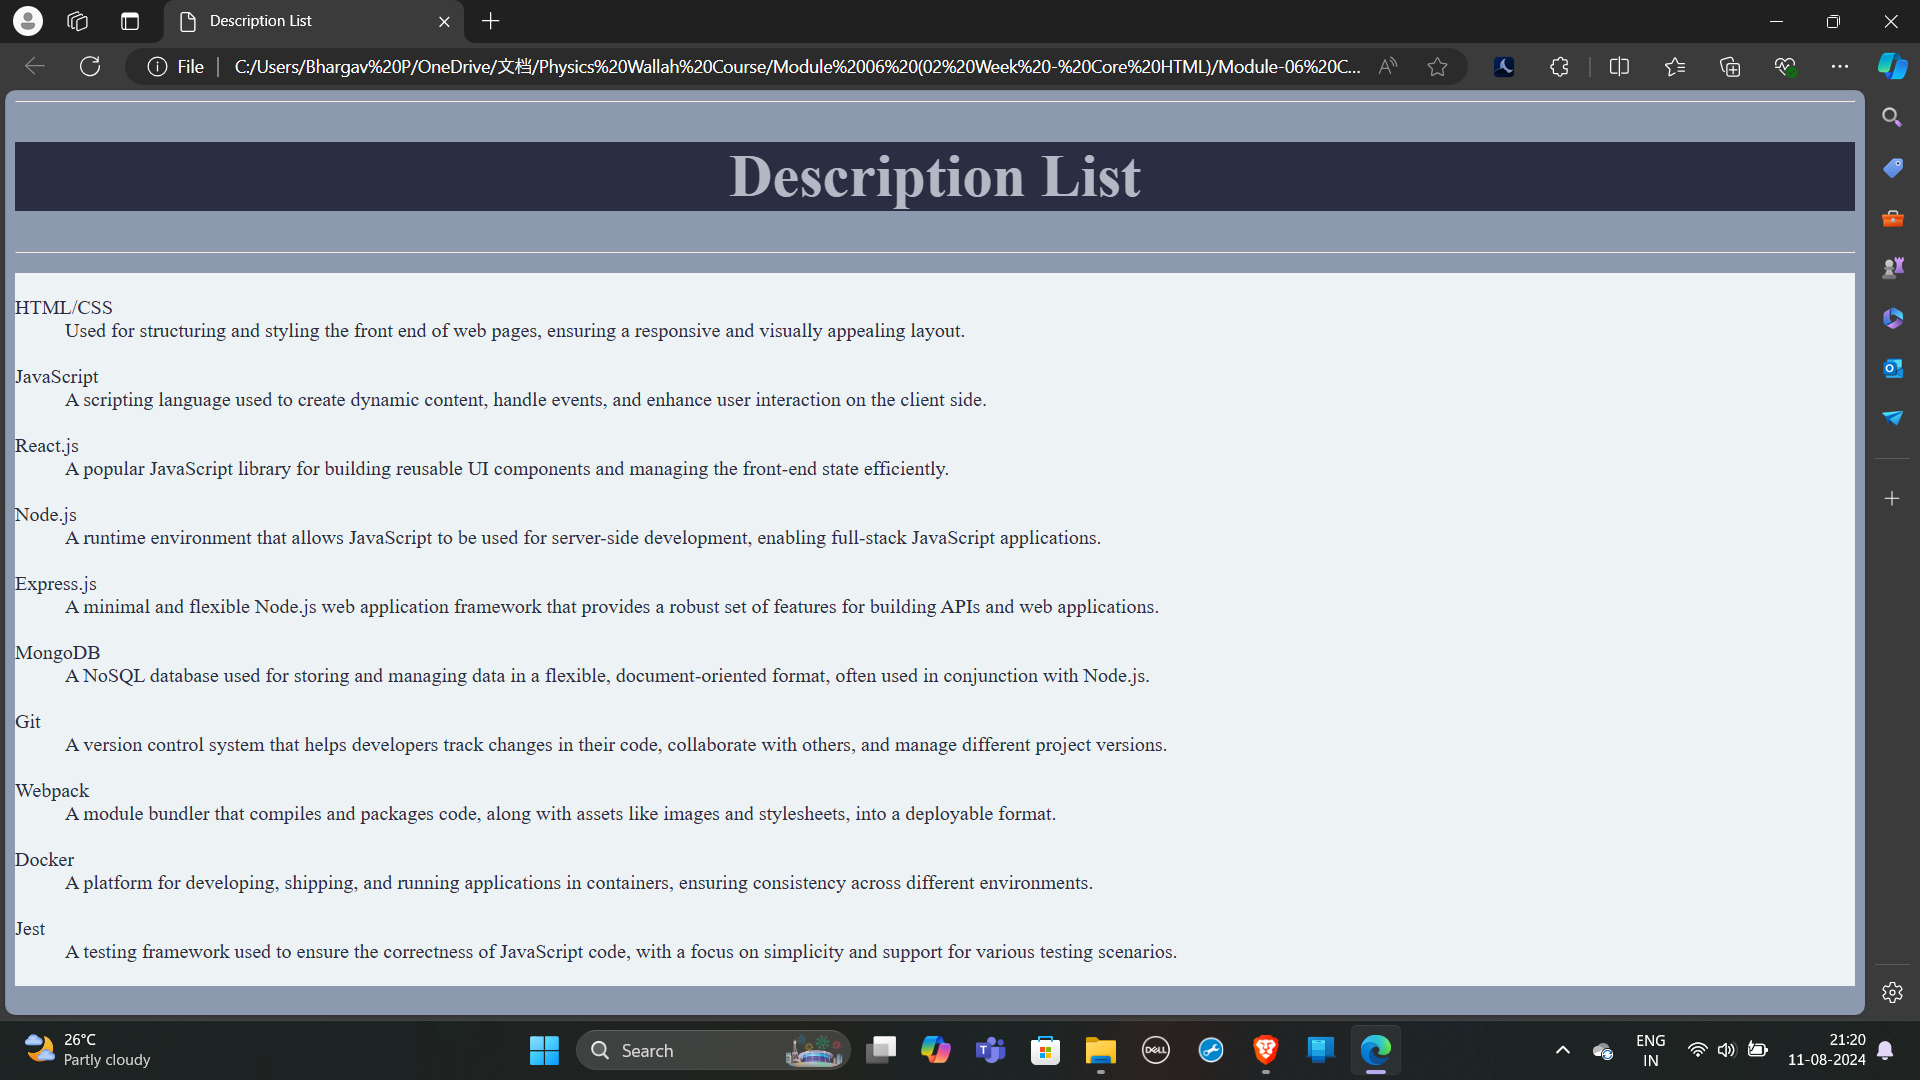 Description List
File
C:/Users/Bhargav%20P/OneDrive/文档/Physics%20Wallah%20Course/Module%2006%20(02%20Week%20-%20Core%20HTML)/Module-06%20C...
Description List
HTML/CSS
Used for structuring and styling the front end of web pages, ensuring a responsive and visually appealing layout.
JavaScript
A scripting language used to create dynamic content, handle events, and enhance user interaction on the client side.
React.js
A popular JavaScript library for building reusable UI components and managing the front-end state efficiently.
Node.js
A runtime environment that allows JavaScript to be used for server-side development, enabling full-stack JavaScript applications.
Express.js
A minimal and flexible Node.js web application framework that provides a robust set of features for building APIs and web applications.
MongoDB
A NoSQL database used for storing and managing data in a flexible, document-oriented format, often used in conjunction with Node.js.
Git
A version control system that helps developers track changes in their code, collaborate with others, and manage different project versions.
Webpack
A module bundler that compiles and packages code, along with assets like images and stylesheets, into a deployable format.
Docker
A platform for developing, shipping, and running applications in containers, ensuring consistency across different environments.
Jest
A testing framework used to ensure the correctness of JavaScript code, with a focus on simplicity and support for various testing scenarios.
26°C
Partly cloudy
Search
DELL
ENG
IN
21:20
11-08-2024